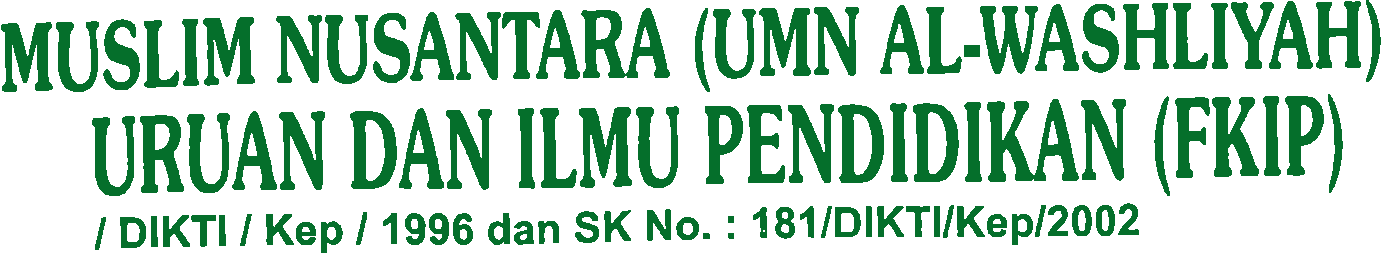 MUSLIM NUSANTARA (UMN AL-WASHLIYAH)
URUAN DAN ILMU PENDIDIKAN (FKIP)
/ DIKTI / Kep / 1996 dan SK No. : 181/DIKTI/Kep/2002